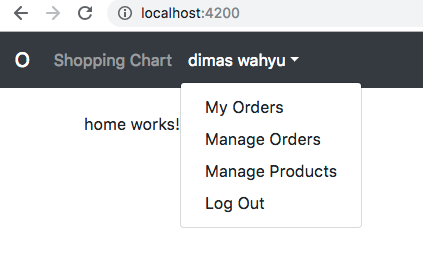 localhost:4200
O Shopping Chart dimas wahyu
home works!
My Orders
Manage Orders
Manage Products
Log Out